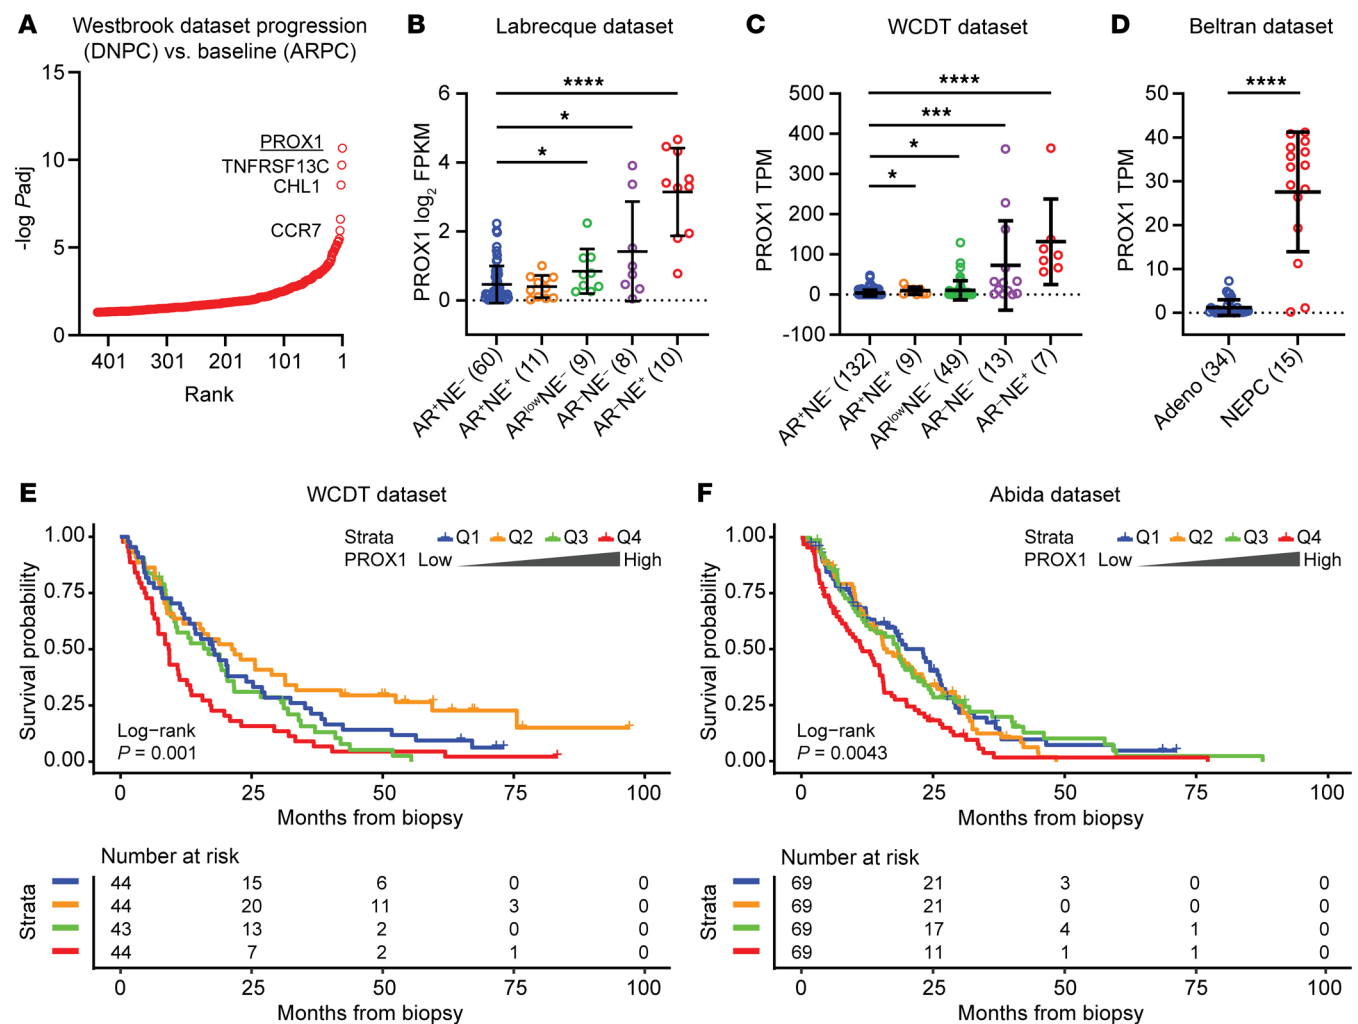 A
Westbrook dataset progression
(DNPC) vs. baseline (ARPC)
-log Padj
15
10
5
0
PROX1
TNFRSF13C
CHL1
CCR7
401
301
201
101
1
Rank
B
Labrecque dataset
PROX1 log2 FPKM
6
4
2
0
****
*
*
AR+NE- (60)
AR+NE+ (11)
ARlowNE- (9)
AR-NE- (8)
AR-NE+ (10)
C
WCDT dataset
PROX1 TPM
500
400
300
200
100
0
-100
****
***
*
*
AR+NE- (132)
AR+NE+ (9)
ARlowNE- (49)
AR-NE- (13)
AR-NE+ (7)
D
Beltran dataset
PROX1 TPM
50
40
30
20
10
0
****
Adeno (34)
NEPC (15)
E
WCDT dataset
Survival probability
1.00
0.75
0.50
0.25
0.00
Strata Q1 Q2 Q3 Q4
PROX1 Low High
Log-rank
P = 0.001
0 25 50 75 100
Months from biopsy
Number at risk
Strata
44 15 6 0 0
44 20 11 3 0
43 13 2 0 0
44 7 2 1 0
0 25 50 75 100
Months from biopsy
F
Abida dataset
Survival probability
1.00
0.75
0.50
0.25
0.00
Strata Q1 Q2 Q3 Q4
PROX1 Low High
Log-rank
P = 0.0043
0 25 50 75 100
Months from biopsy
Number at risk
Strata
69 21 3 0 0
69 21 0 0 0
69 17 4 1 0
69 11 1 1 0
0 25 50 75 100
Months from biopsy